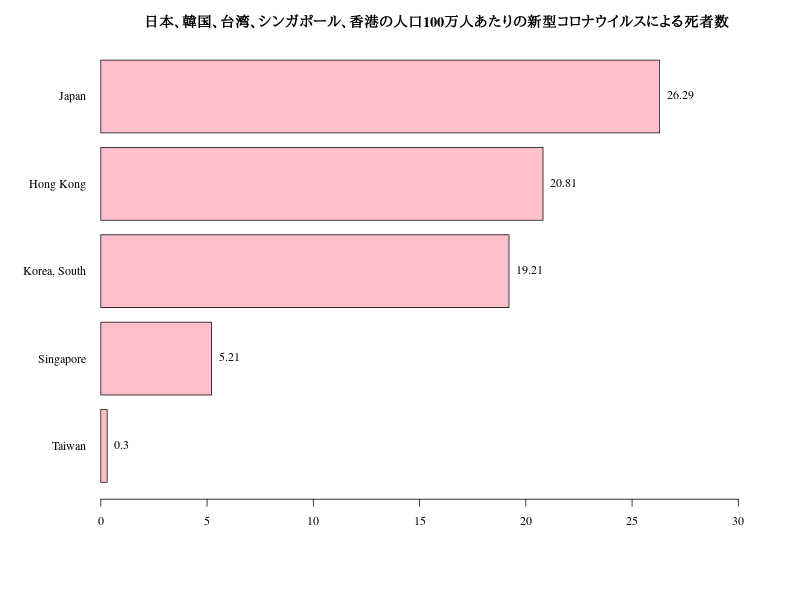 日本、韓国、台湾、シンガポール、香港の人口100万人あたりの新型コロナウイルスによる死者数
Japan 26.29
Hong Kong 20.81
Korea, South 19.21
Singapore 5.21
Taiwan 0.3
0 5 10 15 20 25 30